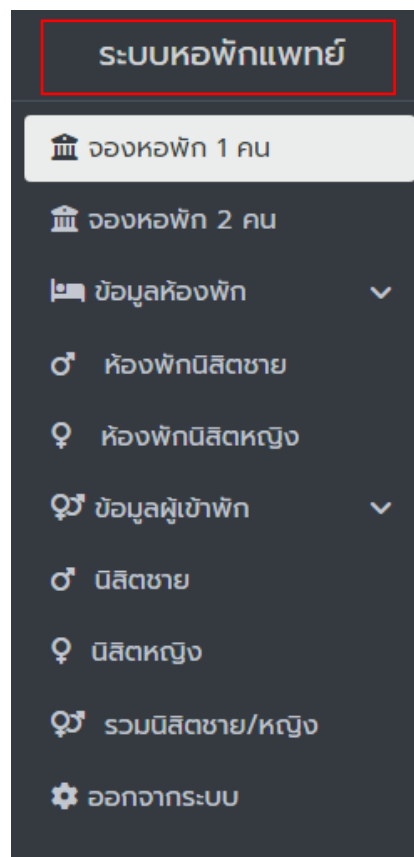 ระบบหอพักแพทย์
จองหอพัก 1 คน
จองหอพัก 2 คน
ข้อมูลห้องพัก
ห้องพักนิสิตชาย
ห้องพักนิสิตหญิง
ข้อมูลผู้เข้าพัก
นิสิตชาย
นิสิตหญิง
รวมนิสิตชาย/หญิง
ออกจากระบบ